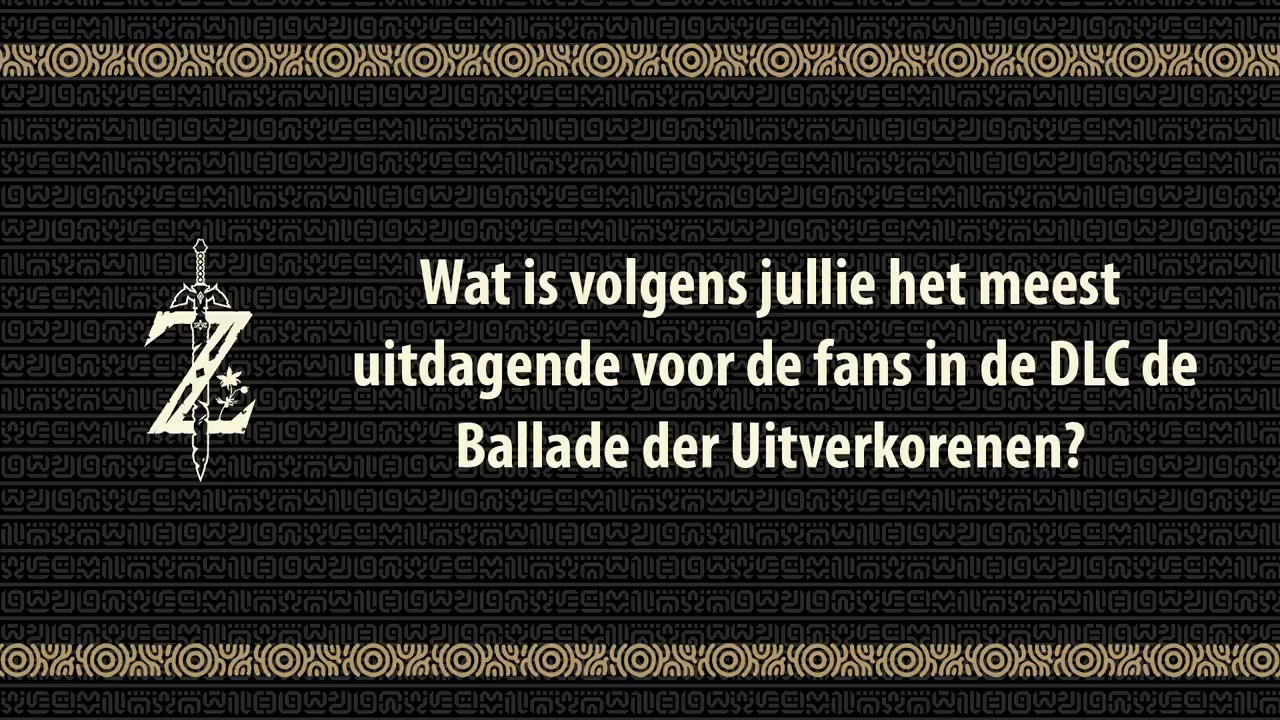 Wat is volgens jullie het meest
uitdagende voor de fans in de DLC de
Ballade der Uitverkorenen?